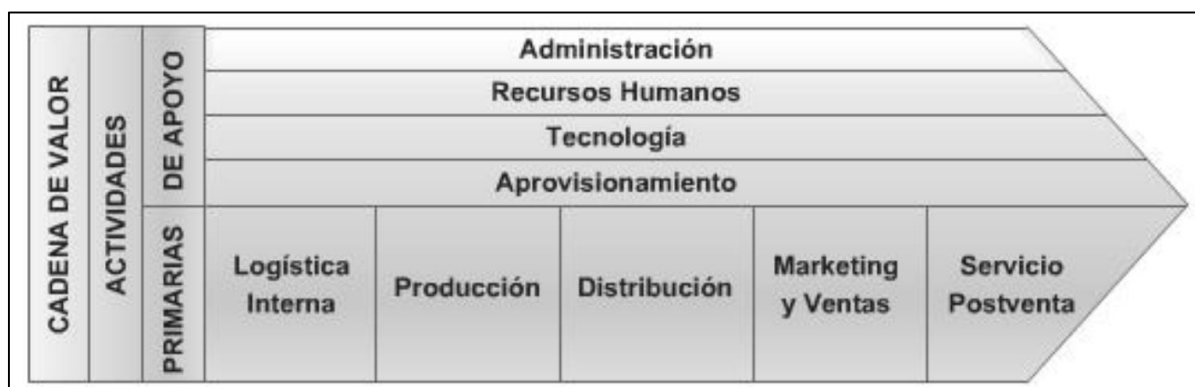 CADENA DE VALOR
ACTIVIDADES
DE APOYO
Administración
Recursos Humanos
Tecnología
Aprovisionamiento
PRIMARIAS
Logística
Interna
Producción
Distribución
Marketing
y Ventas
Servicio
Postventa